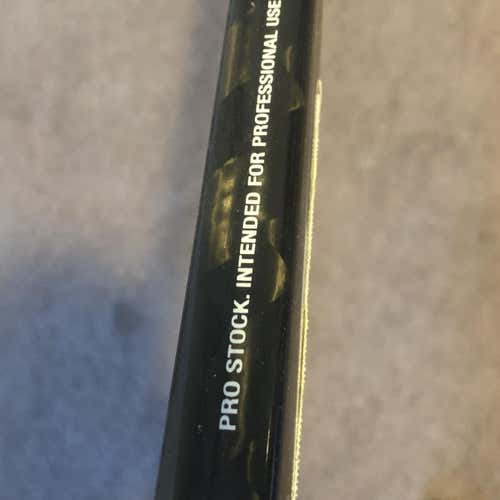 PRO STOCK. INTENDED FOR PROFESSIONAL USE